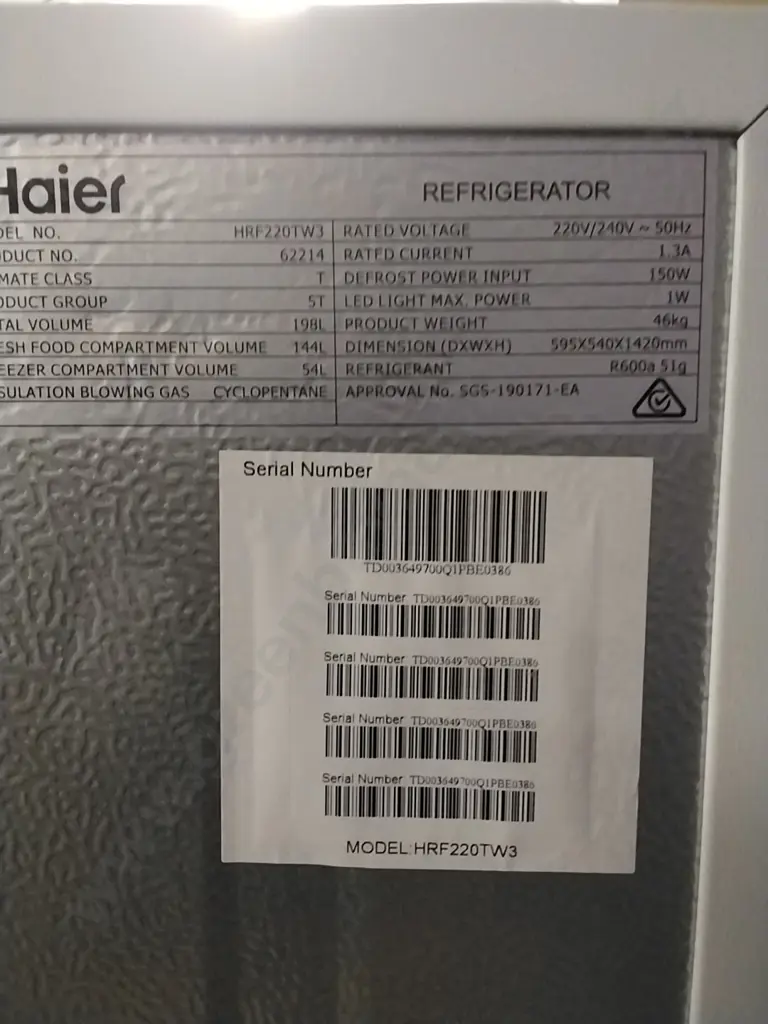 Haier REFRIGERATOR
DEL NO. HRF220TW3 RATED VOLTAGE 220V/240V ~ 50Hz
DUCT NO. 62214 RATED CURRENT 1.3A
MATE CLASS T DEFROST POWER INPUT 150W
ODUCT GROUP 5T LED LIGHT MAX. POWER 1W
TAL VOLUME 198L PRODUCT WEIGHT 46kg
ESH FOOD COMPARTMENT VOLUME 144L DIMENSION (DXWXH) 595X540X1420mm
EEZER COMPARTMENT VOLUME 54L REFRIGERANT R600a 51g
SULATION BLOWING GAS CYCLOPENTANE APPROVAL No. SGS-190171-EA
Serial Number
TD003649700Q1PBE0386
Serial Number TD003649700Q1PBE0386
Serial Number TD003649700Q1PBE0386
Serial Number TD003649700Q1PBE0386
Serial Number TD003649700Q1PBE0386
MODEL:HRF220TW3